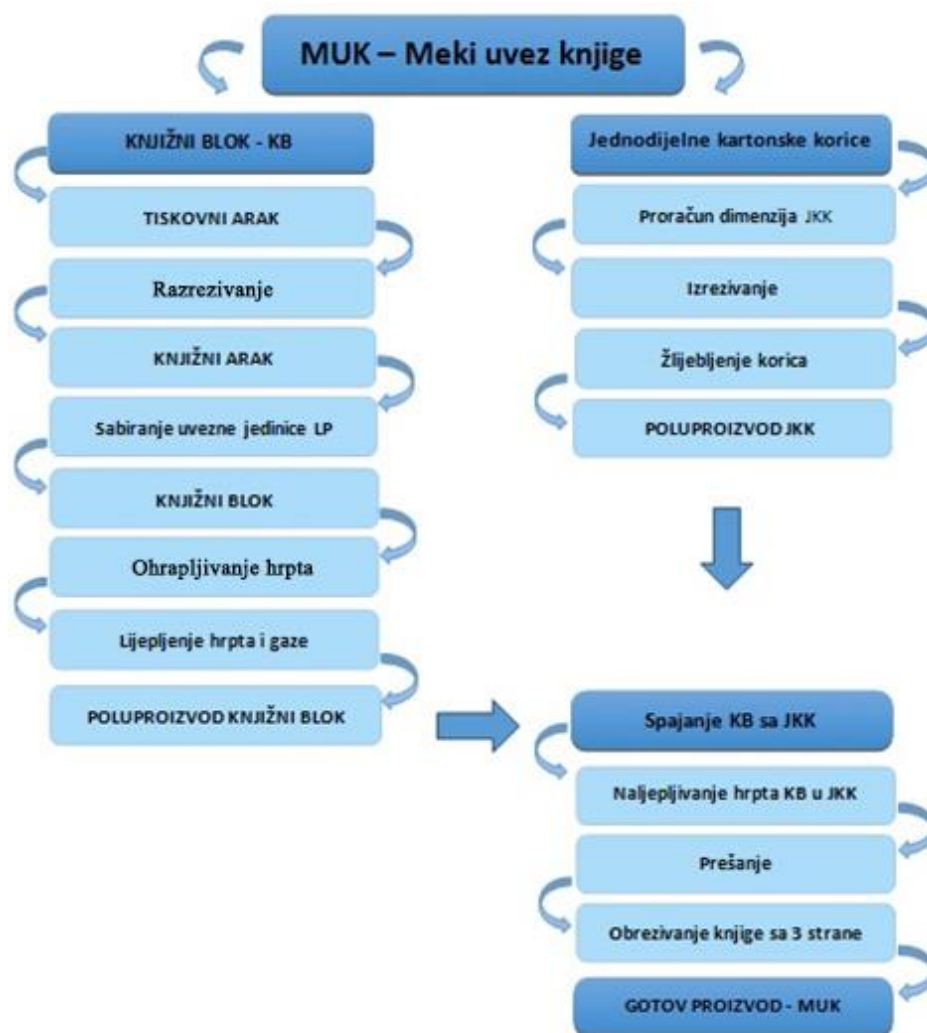 MUK – Meki uvez knjige
KNJIŽNI BLOK - KB
TISKOVNI ARAK
Razrezivanje
KNJIŽNI ARAK
Sabiranje uvezne jedinice LP
KNJIŽNI BLOK
Ohrapljivanje hrpta
Lijepljenje hrpta i gaze
POLUPROIZVOD KNJIŽNI BLOK
Jednodijelne kartonske korice
Proračun dimenzija JKK
Izrezivanje
Žlijebljenje korica
POLUPROIZVOD JKK
Spajanje KB sa JKK
Naljepljivanje hrpta KB u JKK
Prešanje
Obrezivanje knjige sa 3 strane
GOTOV PROIZVOD - MUK